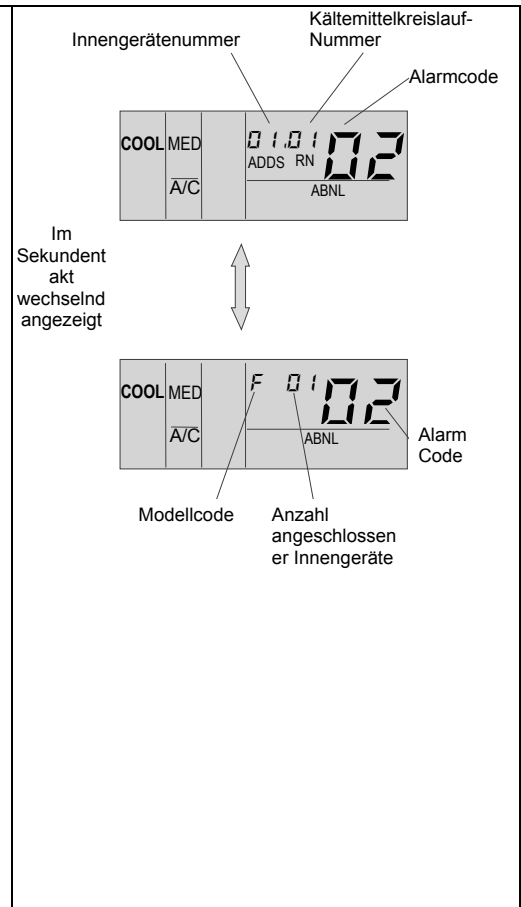 Innengerätenummer
Kältemittelkreislauf-
Nummer
Alarmcode
COOL MED 01.01 02
ADDS RN
A/C ABNL
Im
Sekundent
akt
wechselnd
angezeigt
COOL MED F 01 02
A/C ABNL
Alarm
Code
Modellcode
Anzahl
angeschlossen
er Innengeräte